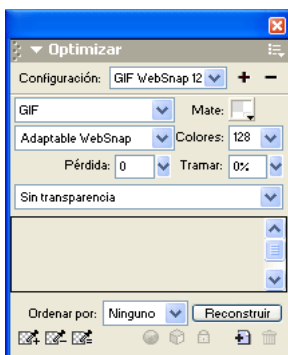 Optimizar
Configuración: GIF WebSnap 12
GIF Mate:
Adaptable WebSnap Colores: 128
Pérdida: 0 Tramar: 0%
Sin transparencia
Ordenar por: Ninguno Reconstruir